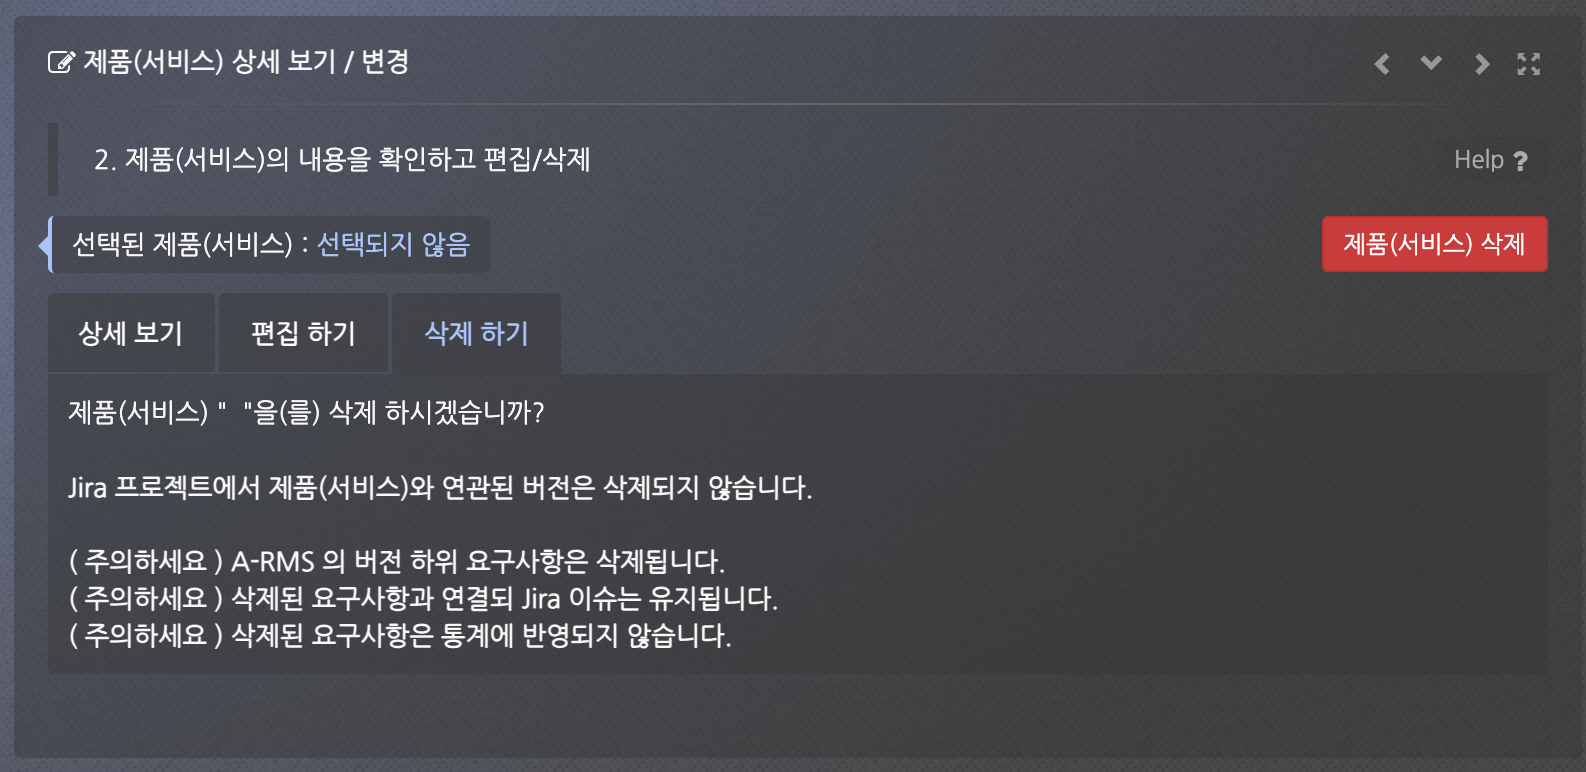 제품(서비스) 상세 보기 / 변경
2. 제품(서비스)의 내용을 확인하고 편집/삭제
Help ?
선택된 제품(서비스) : 선택되지 않음
제품(서비스) 삭제
상세 보기
편집 하기
삭제 하기
제품(서비스) "  "을(를) 삭제 하시겠습니까?
Jira 프로젝트에서 제품(서비스)와 연관된 버전은 삭제되지 않습니다.
( 주의하세요 ) A-RMS 의 버전 하위 요구사항은 삭제됩니다.
( 주의하세요 ) 삭제된 요구사항과 연결되 Jira 이슈는 유지됩니다.
( 주의하세요 ) 삭제된 요구사항은 통계에 반영되지 않습니다.